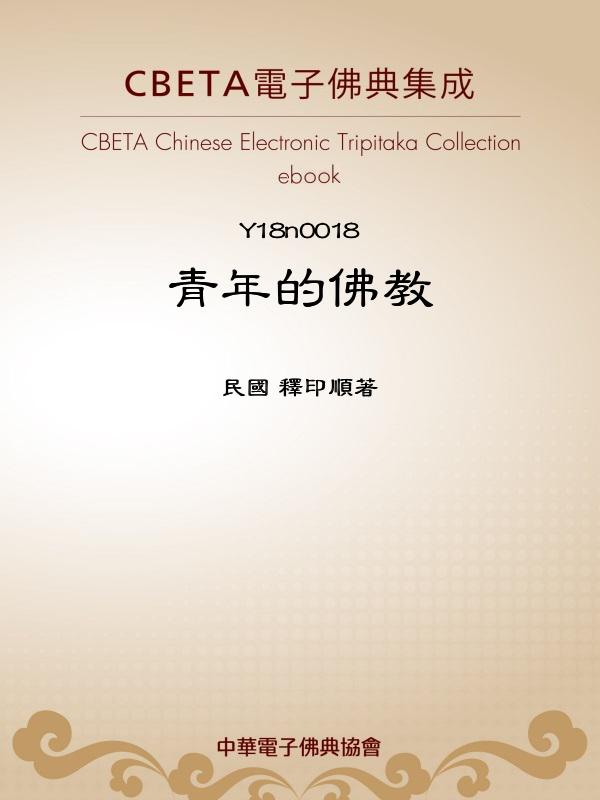 CBETA電子佛典集成
CBETA Chinese Electronic Tripitaka Collection
ebook
Y18n0018
青年的佛教
民國 釋印順著
中華電子佛典協會